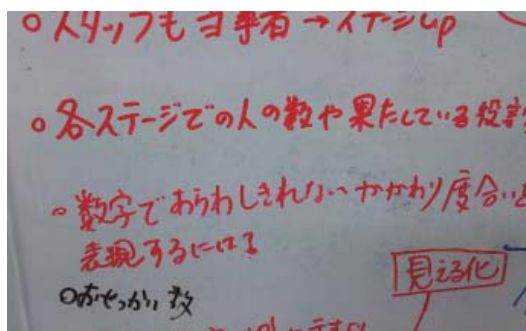 ○スタッフも当事者→ステージup
○各ステージでの人の数や果たしている役割
○数字であらわしきれないかかわり度合いを
表現するには?
○おせっかい数
見える化